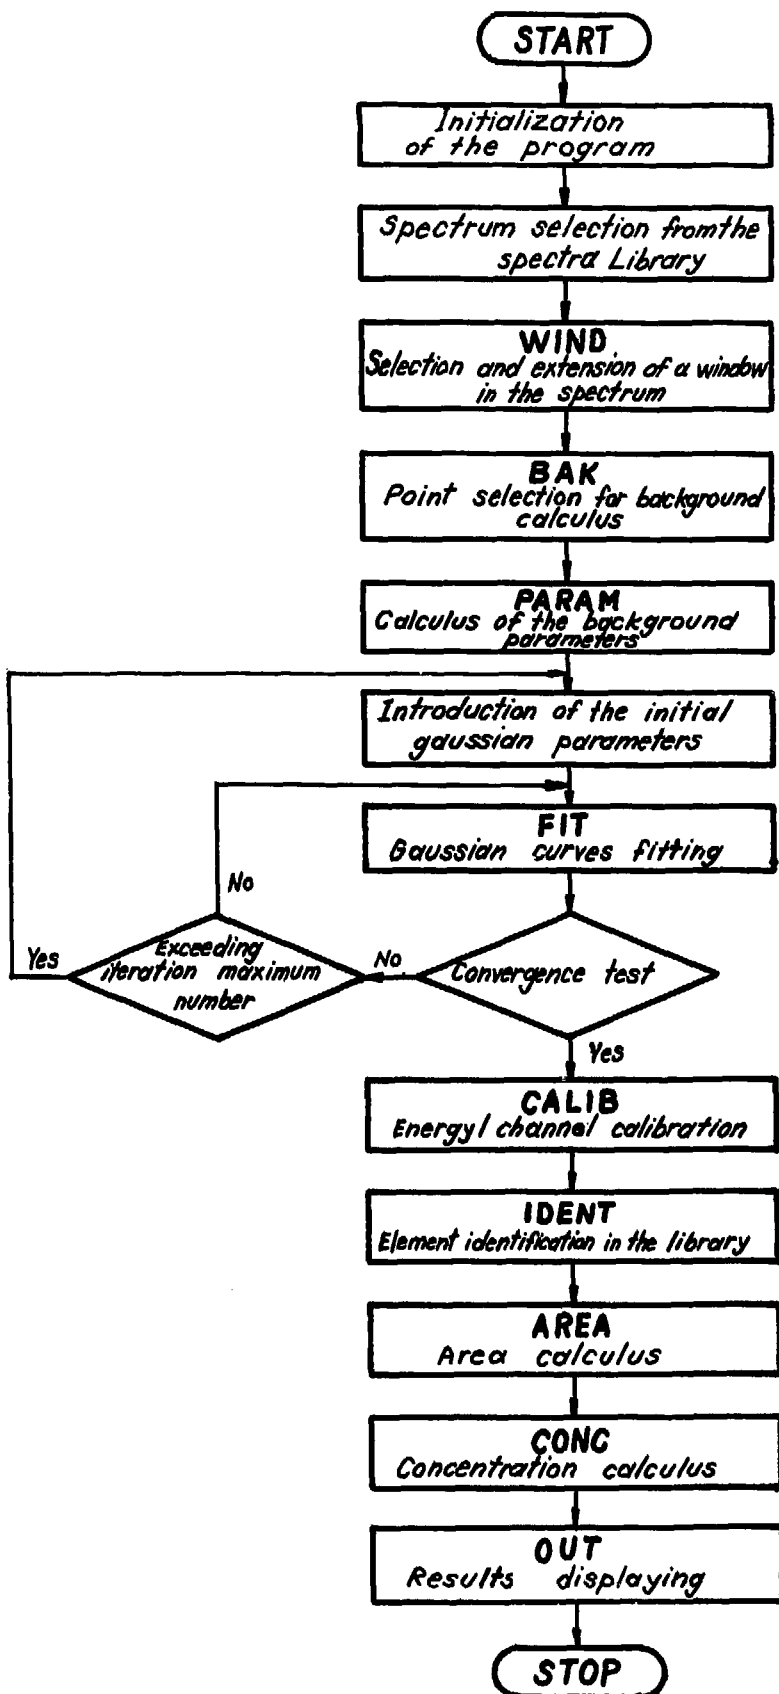 START
Initialization
of the program
Spectrum selection fromthe
spectra Library
WIND
Selection and extension of a window
in the spectrum
BAK
Point selection for background
calculus
PARAM
Calculus of the background
parameters
Introduction of the initial
gaussian parameters
FIT
Gaussian curves fitting
No
Yes
Exceeding
iteration maximum
number
No
Convergence test
Yes
CALIB
Energy/channel calibration
IDENT
Element identification in the library
AREA
Area calculus
CONC
Concentration calculus
OUT
Results displaying
STOP